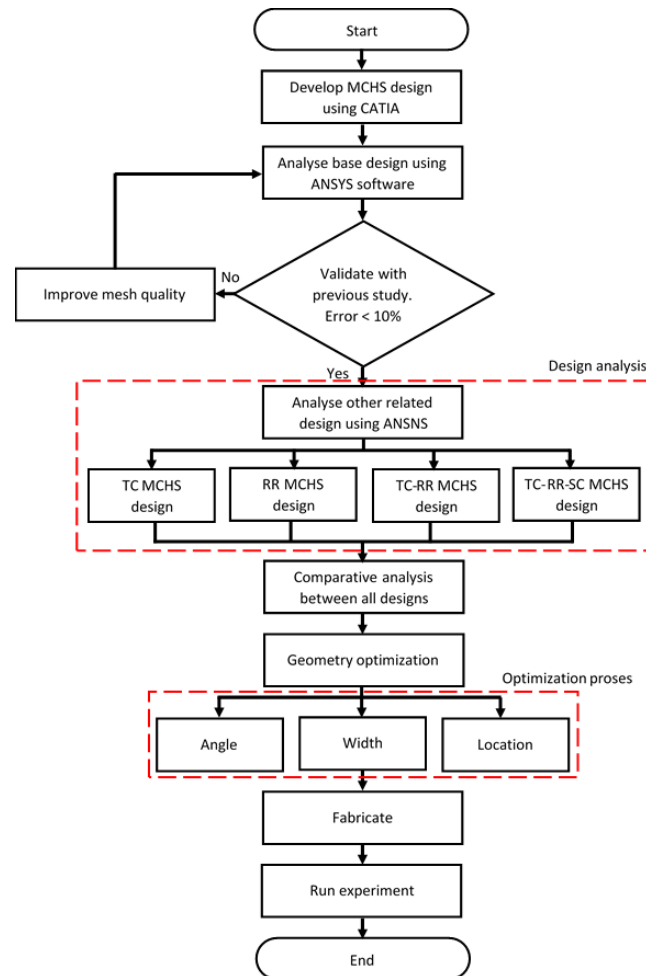 Start
Develop MCHS design
using CATIA
Analyse base design using
ANSYS software
Validate with
previous study.
Error < 10%
No
Improve mesh quality
Yes
Design analysis
Analyse other related
design using ANSNS
TC MCHS
design
RR MCHS
design
TC-RR MCHS
design
TC-RR-SC MCHS
design
Comparative analysis
between all designs
Geometry optimization
Optimization proses
Angle
Width
Location
Fabricate
Run experiment
End